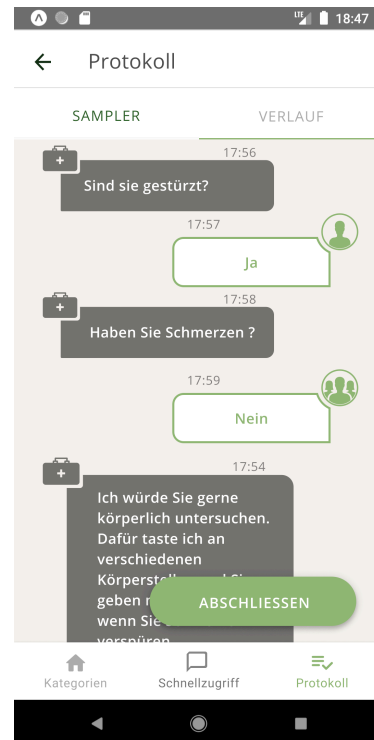 LTE 18:47
Protokoll
SAMPLER VERLAUF
17:56
Sind sie gestürzt?
17:57
Ja
17:58
Haben Sie Schmerzen ?
17:59
Nein
17:54
Ich würde Sie gerne
körperlich untersuchen.
Dafür taste ich an
verschiedenen
geben
wenn Sie
ABSCHLIESSEN
verspüren
Kategorien Schnellzugriff Protokoll